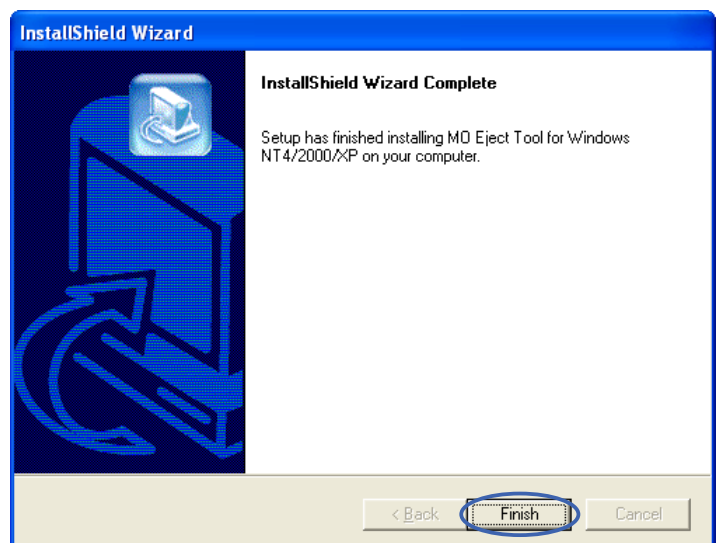 InstallShield Wizard
InstallShield Wizard Complete
Setup has finished installing MO Eject Tool for Windows
NT4/2000/XP on your computer.
< Back Finish Cancel